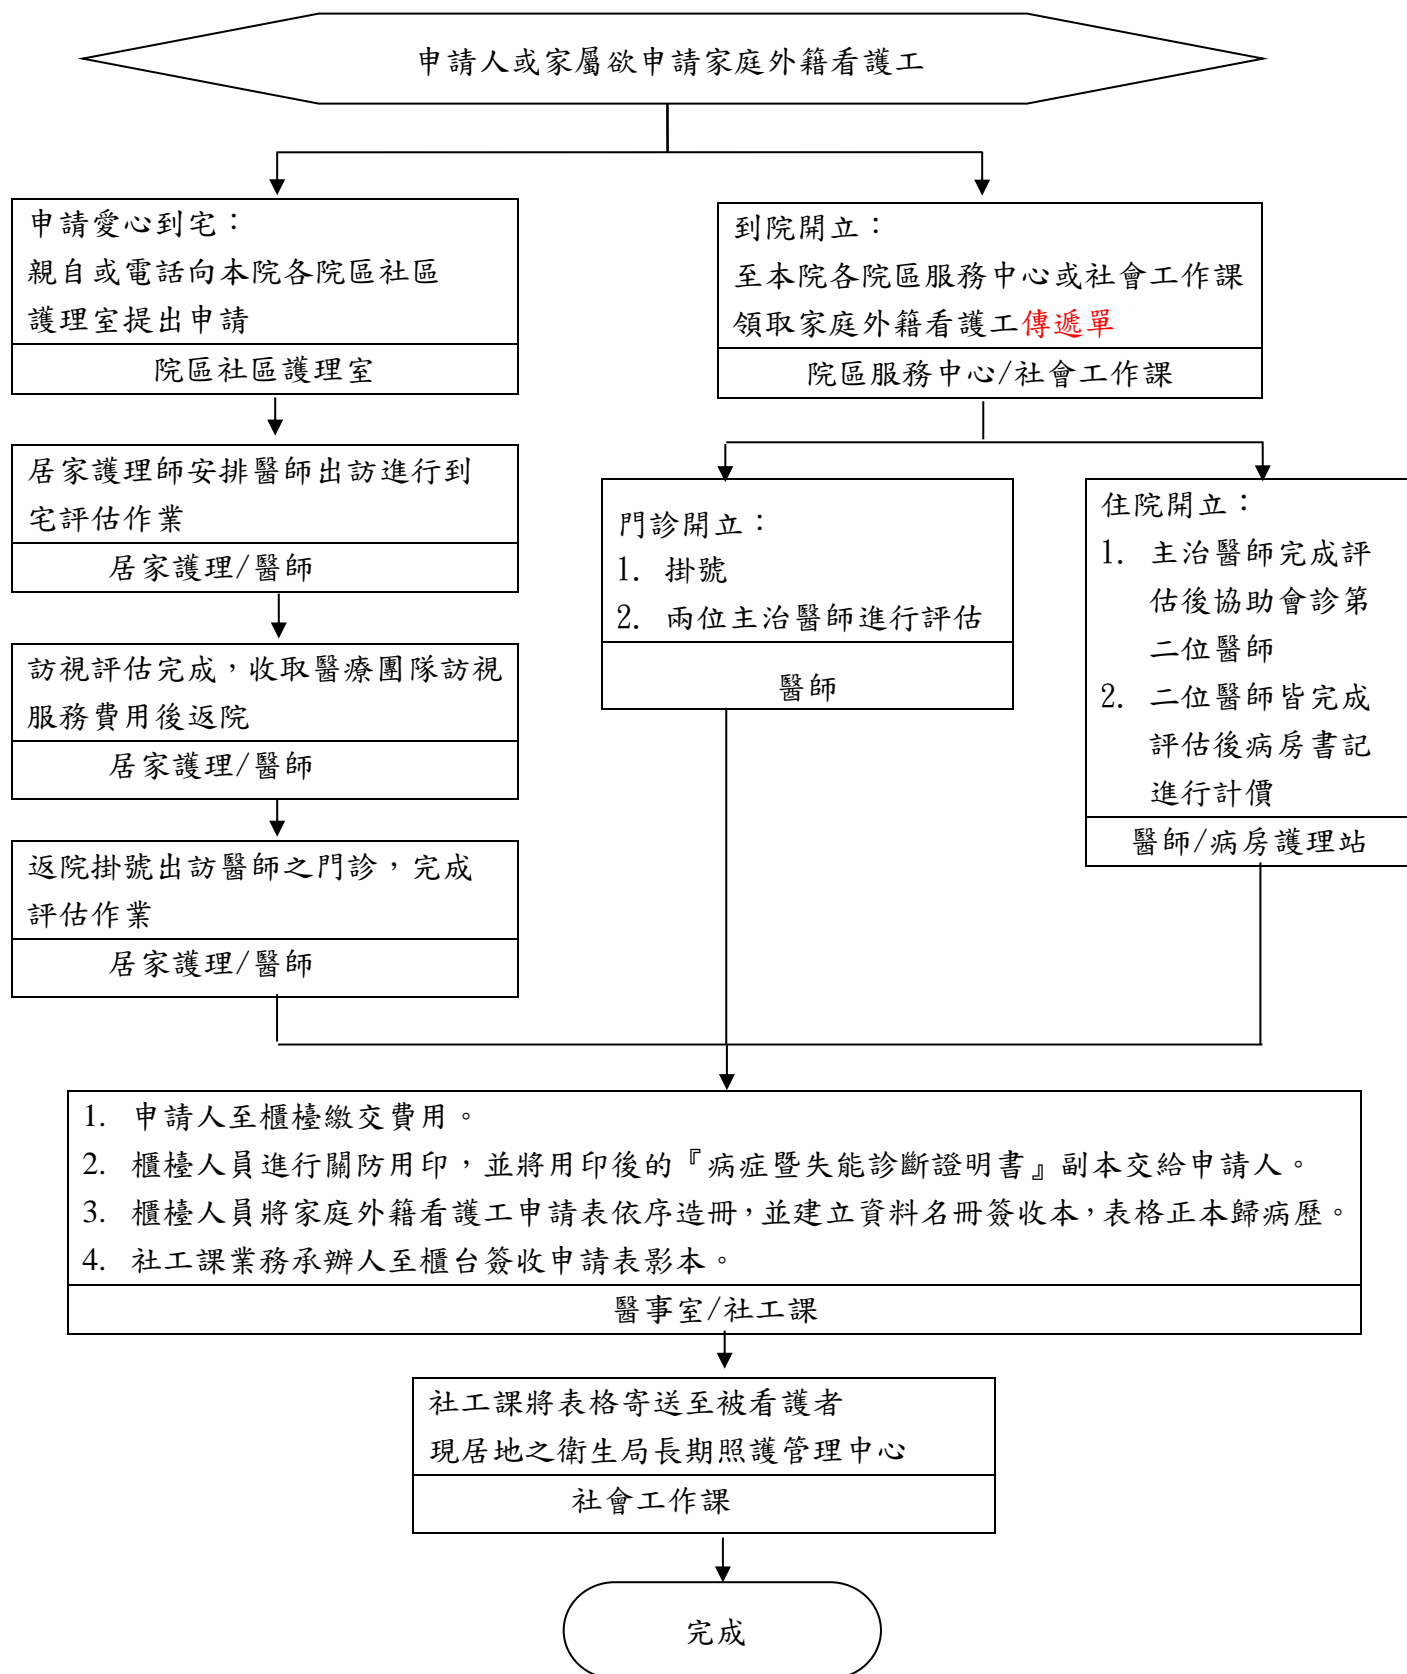 申請人或家屬欲申請家庭外籍看護工
申請愛心到宅：
親自或電話向本院各院區社區
護理室提出申請
院區社區護理室
居家護理師安排醫師出訪進行到
宅評估作業
居家護理/醫師
訪視評估完成，收取醫療團隊訪視
服務費用後返院
居家護理/醫師
返院掛號出訪醫師之門診，完成
評估作業
居家護理/醫師
到院開立：
至本院各院區服務中心或社會工作課
領取家庭外籍看護工傳遞單
院區服務中心/社會工作課
門診開立：
1. 掛號
2. 兩位主治醫師進行評估
醫師
住院開立：
1. 主治醫師完成評
估後協助會診第
二位醫師
2. 二位醫師皆完成
評估後病房書記
進行計價
醫師/病房護理站
1. 申請人至櫃檯繳交費用。
2. 櫃檯人員進行關防用印，並將用印後的『病症暨失能診斷證明書』副本交給申請人。
3. 櫃檯人員將家庭外籍看護工申請表依序造冊，並建立資料名冊簽收本，表格正本歸病歷。
4. 社工課業務承辦人至櫃台簽收申請表影本。
醫事室/社工課
社工課將表格寄送至被看護者
現居地之衛生局長期照護管理中心
社會工作課
完成